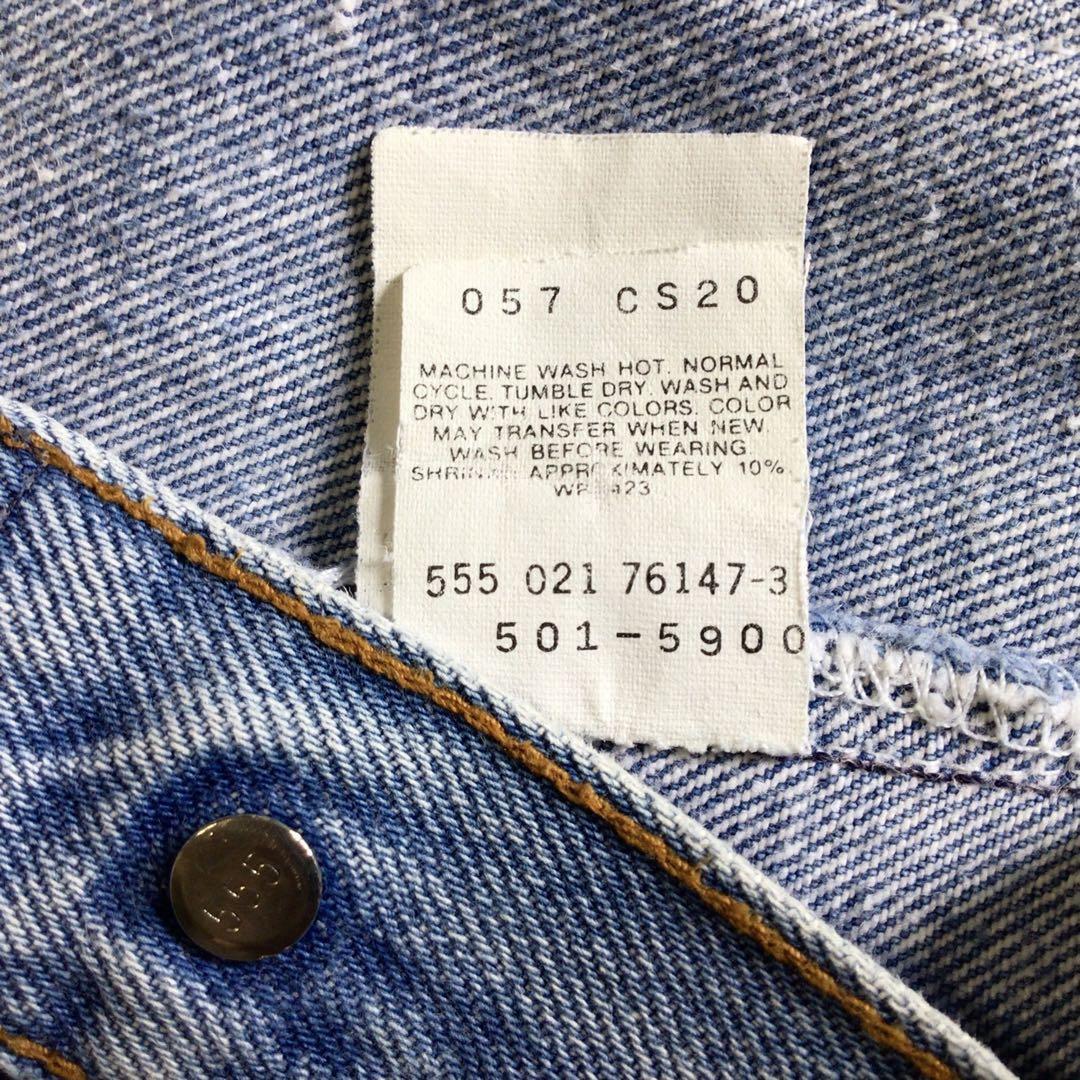 057 CS20
MACHINE WASH HOT. NORMAL
CYCLE. TUMBLE DRY. WASH AND
DRY WITH LIKE COLORS. COLOR
MAY TRANSFER WHEN NEW.
WASH BEFORE WEARING.
APPROXIMATELY 10%.
555 021 76147-3
501-5900
555